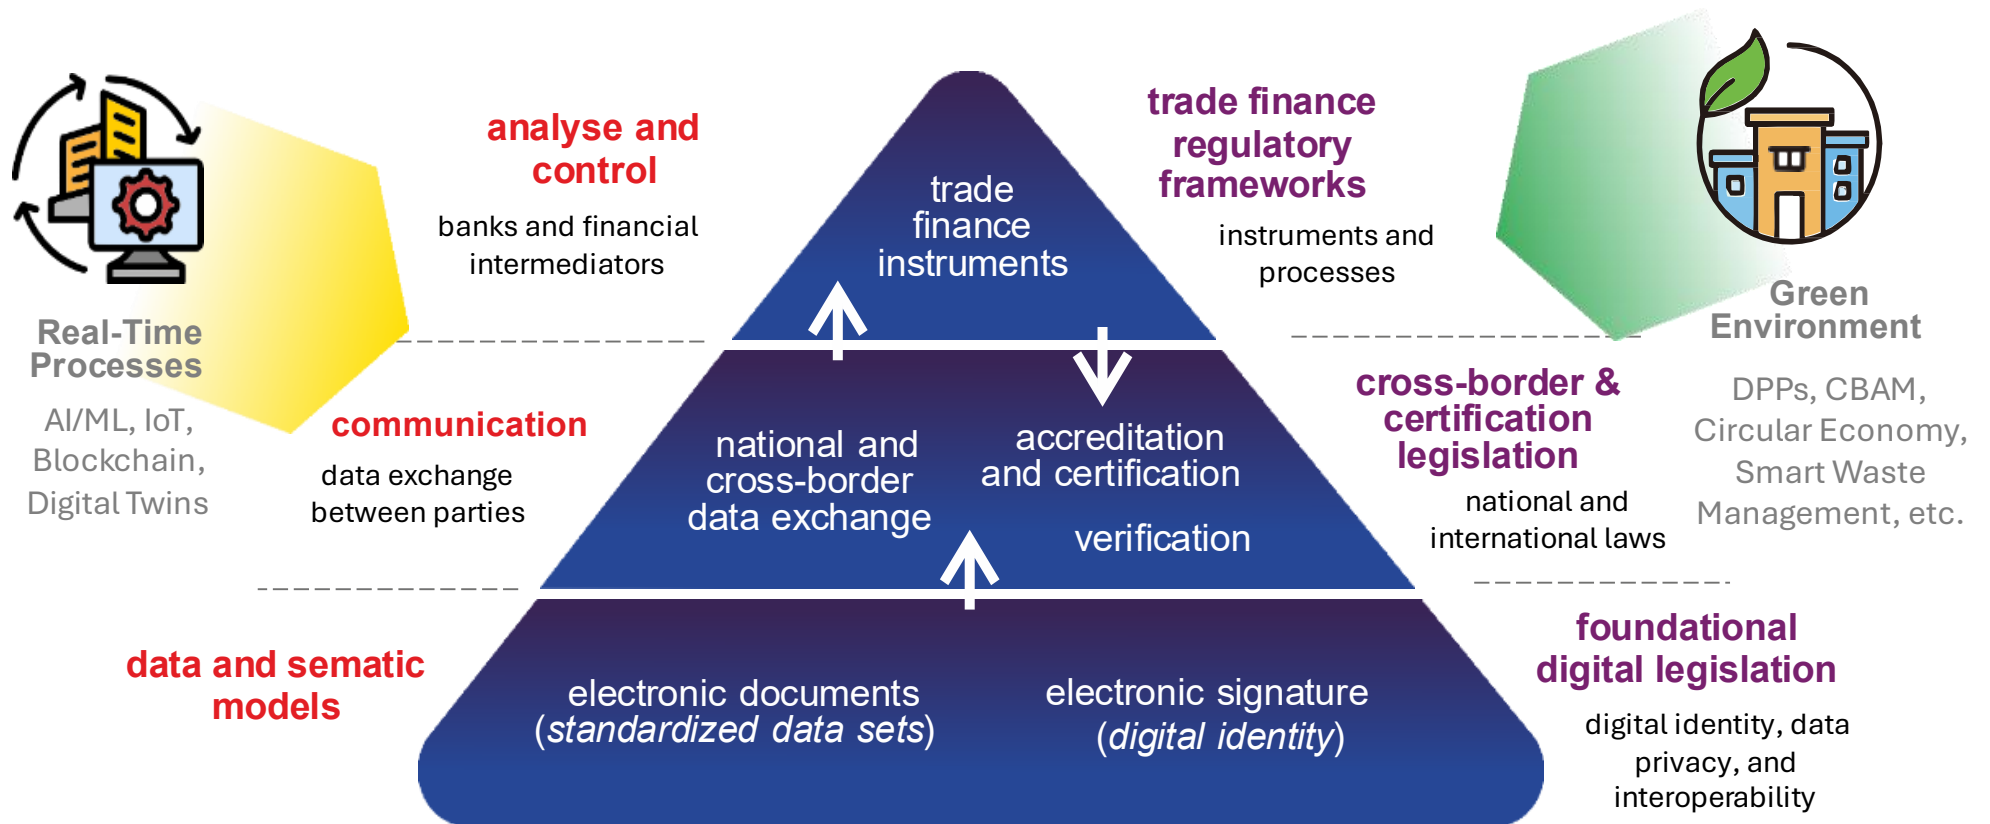 analyse and
control
banks and financial
intermediators
trade
finance
instruments
trade finance
regulatory
frameworks
instruments and
processes
Real-Time
Processes
AI/ML, IoT,
Blockchain,
Digital Twins
Green
Environment
DPPs, CBAM,
Circular Economy,
Smart Waste
Management, etc.
communication
data exchange
between parties
national and
cross-border
data exchange
accreditation
and certification
verification
cross-border &
certification
legislation
national and
international laws
data and sematic
models
electronic documents
(standardized data sets)
electronic signature
(digital identity)
foundational
digital legislation
digital identity, data
privacy, and
interoperability